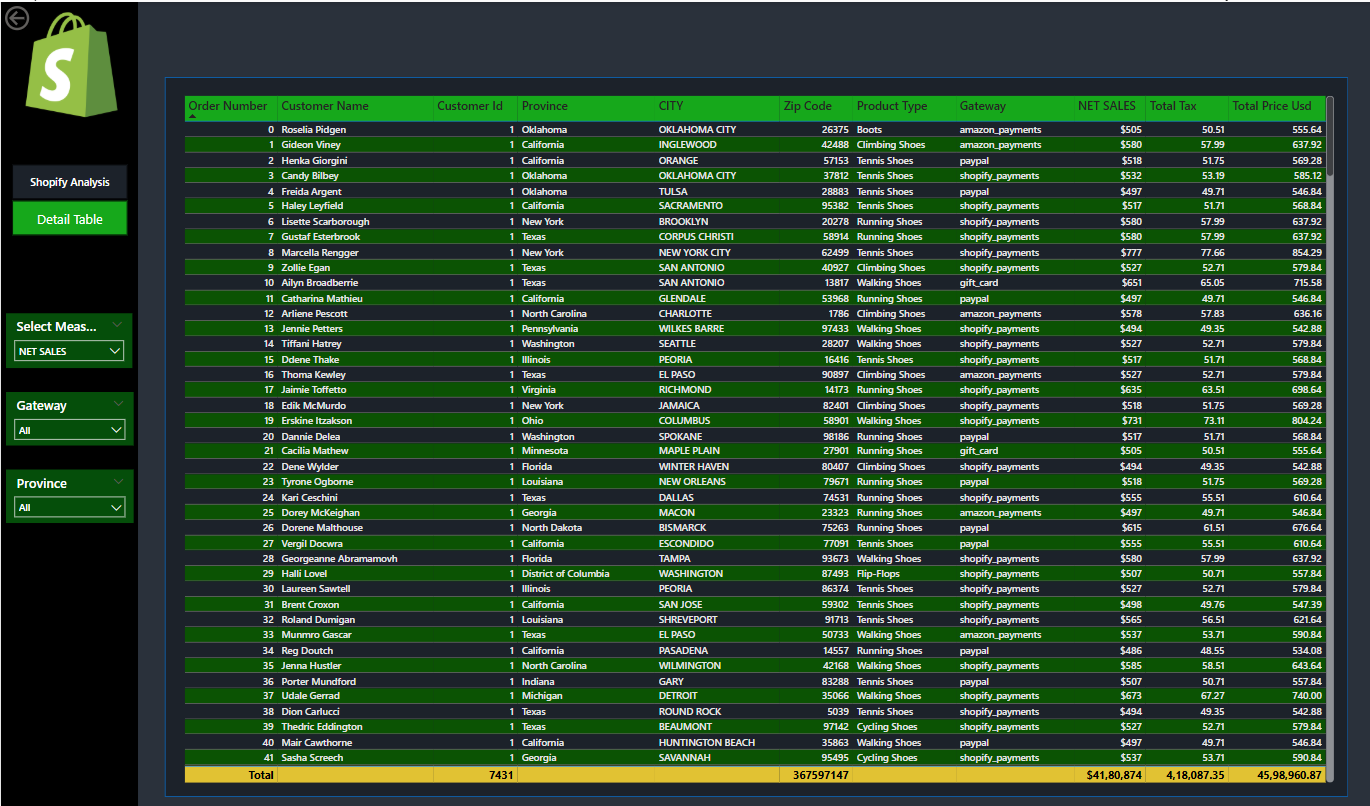 S
Shopify Analysis
Detail Table
Select Meas...
NET SALES
Gateway
All
Province
All
Order Number Customer Name Customer Id Province CITY Zip Code Product Type Gateway NET SALES Total Tax Total Price Usd
0 Roselia Pidgen 1 Oklahoma OKLAHOMA CITY 26375 Boots amazon_payments $505 50.51 555.64
1 Gideon Viney 1 California INGLEWOOD 42488 Climbing Shoes amazon_payments $580 57.99 637.92
2 Henka Giorgini 1 California ORANGE 57153 Tennis Shoes paypal $518 51.75 569.28
3 Candy Bilbey 1 Oklahoma OKLAHOMA CITY 37812 Tennis Shoes shopify_payments $532 53.19 585.12
4 Freida Argent 1 Oklahoma TULSA 28883 Tennis Shoes paypal $497 49.71 546.84
5 Haley Leyfield 1 California SACRAMENTO 95382 Tennis Shoes shopify_payments $517 51.71 568.84
6 Lisette Scarborough 1 New York BROOKLYN 20278 Running Shoes shopify_payments $580 57.99 637.92
7 Gustaf Esterbrook 1 Texas CORPUS CHRISTI 58914 Running Shoes shopify_payments $580 57.99 637.92
8 Marcella Rengger 1 New York NEW YORK CITY 62499 Tennis Shoes shopify_payments $777 77.66 854.29
9 Zollie Egan 1 Texas SAN ANTONIO 40927 Climbing Shoes shopify_payments $527 52.71 579.84
10 Ailyn Broadberrie 1 Texas SAN ANTONIO 13817 Walking Shoes gift_card $651 65.05 715.58
11 Catharina Mathieu 1 California GLENDALE 53968 Running Shoes paypal $497 49.71 546.84
12 Arliene Pescott 1 North Carolina CHARLOTTE 1786 Climbing Shoes amazon_payments $578 57.83 636.16
13 Jennie Petters 1 Pennsylvania WILKES BARRE 97433 Walking Shoes shopify_payments $494 49.35 542.88
14 Tiffani Hatrey 1 Washington SEATTLE 28207 Walking Shoes shopify_payments $527 52.71 579.84
15 Ddene Thake 1 Illinois PEORIA 16416 Tennis Shoes shopify_payments $517 51.71 568.84
16 Thoma Kewley 1 Texas EL PASO 90897 Climbing Shoes amazon_payments $527 52.71 579.84
17 Jaimie Toffetto 1 Virginia RICHMOND 14173 Running Shoes shopify_payments $635 63.51 698.64
18 Edik McMurdo 1 New York JAMAICA 82401 Climbing Shoes shopify_payments $518 51.75 569.28
19 Erskine Itzakson 1 Ohio COLUMBUS 58901 Walking Shoes shopify_payments $731 73.11 804.24
20 Dannie Delea 1 Washington SPOKANE 98186 Running Shoes paypal $517 51.71 568.84
21 Cacilia Mathew 1 Minnesota MAPLE PLAIN 27901 Running Shoes gift_card $505 50.51 555.64
22 Dene Wylder 1 Florida WINTER HAVEN 80407 Climbing Shoes shopify_payments $494 49.35 542.88
23 Tyrone Ogborne 1 Louisiana NEW ORLEANS 79671 Running Shoes paypal $518 51.75 569.28
24 Kari Ceschini 1 Texas DALLAS 74531 Running Shoes shopify_payments $555 55.51 610.64
25 Dorey McKeighan 1 Georgia MACON 23323 Running Shoes amazon_payments $497 49.71 546.84
26 Dorene Malthouse 1 North Dakota BISMARCK 75263 Running Shoes paypal $615 61.51 676.64
27 Vergil Docwra 1 California ESCONDIDO 77091 Tennis Shoes paypal $555 55.51 610.64
28 Georgeanne Abramamovh 1 Florida TAMPA 93673 Walking Shoes shopify_payments $580 57.99 637.92
29 Halli Lovel 1 District of Columbia WASHINGTON 87493 Flip-Flops shopify_payments $507 50.71 557.84
30 Laureen Sawtell 1 Illinois PEORIA 86374 Tennis Shoes shopify_payments $527 52.71 579.84
31 Brent Croxon 1 California SAN JOSE 59302 Tennis Shoes shopify_payments $498 49.76 547.39
32 Roland Dumigan 1 Louisiana SHREVEPORT 91713 Tennis Shoes shopify_payments $565 56.51 621.64
33 Munmro Gascar 1 Texas EL PASO 50733 Walking Shoes amazon_payments $537 53.71 590.84
34 Reg Doutch 1 California PASADENA 14557 Running Shoes paypal $486 48.55 534.08
35 Jenna Hustler 1 North Carolina WILMINGTON 42168 Walking Shoes shopify_payments $585 58.51 643.64
36 Porter Mundford 1 Indiana GARY 83288 Tennis Shoes paypal $507 50.71 557.84
37 Udale Gerrad 1 Michigan DETROIT 35066 Walking Shoes shopify_payments $673 67.27 740.00
38 Dion Carlucci 1 Texas ROUND ROCK 5039 Tennis Shoes shopify_payments $494 49.35 542.88
39 Thedric Eddington 1 Texas BEAUMONT 97142 Cycling Shoes shopify_payments $527 52.71 579.84
40 Mair Cawthorne 1 California HUNTINGTON BEACH 35863 Walking Shoes paypal $497 49.71 546.84
41 Sasha Screech 1 Georgia SAVANNAH 95495 Cycling Shoes shopify_payments $537 53.71 590.84
Total 7431 367597147 $41,80,874 4,18,087.35 45,98,960.87